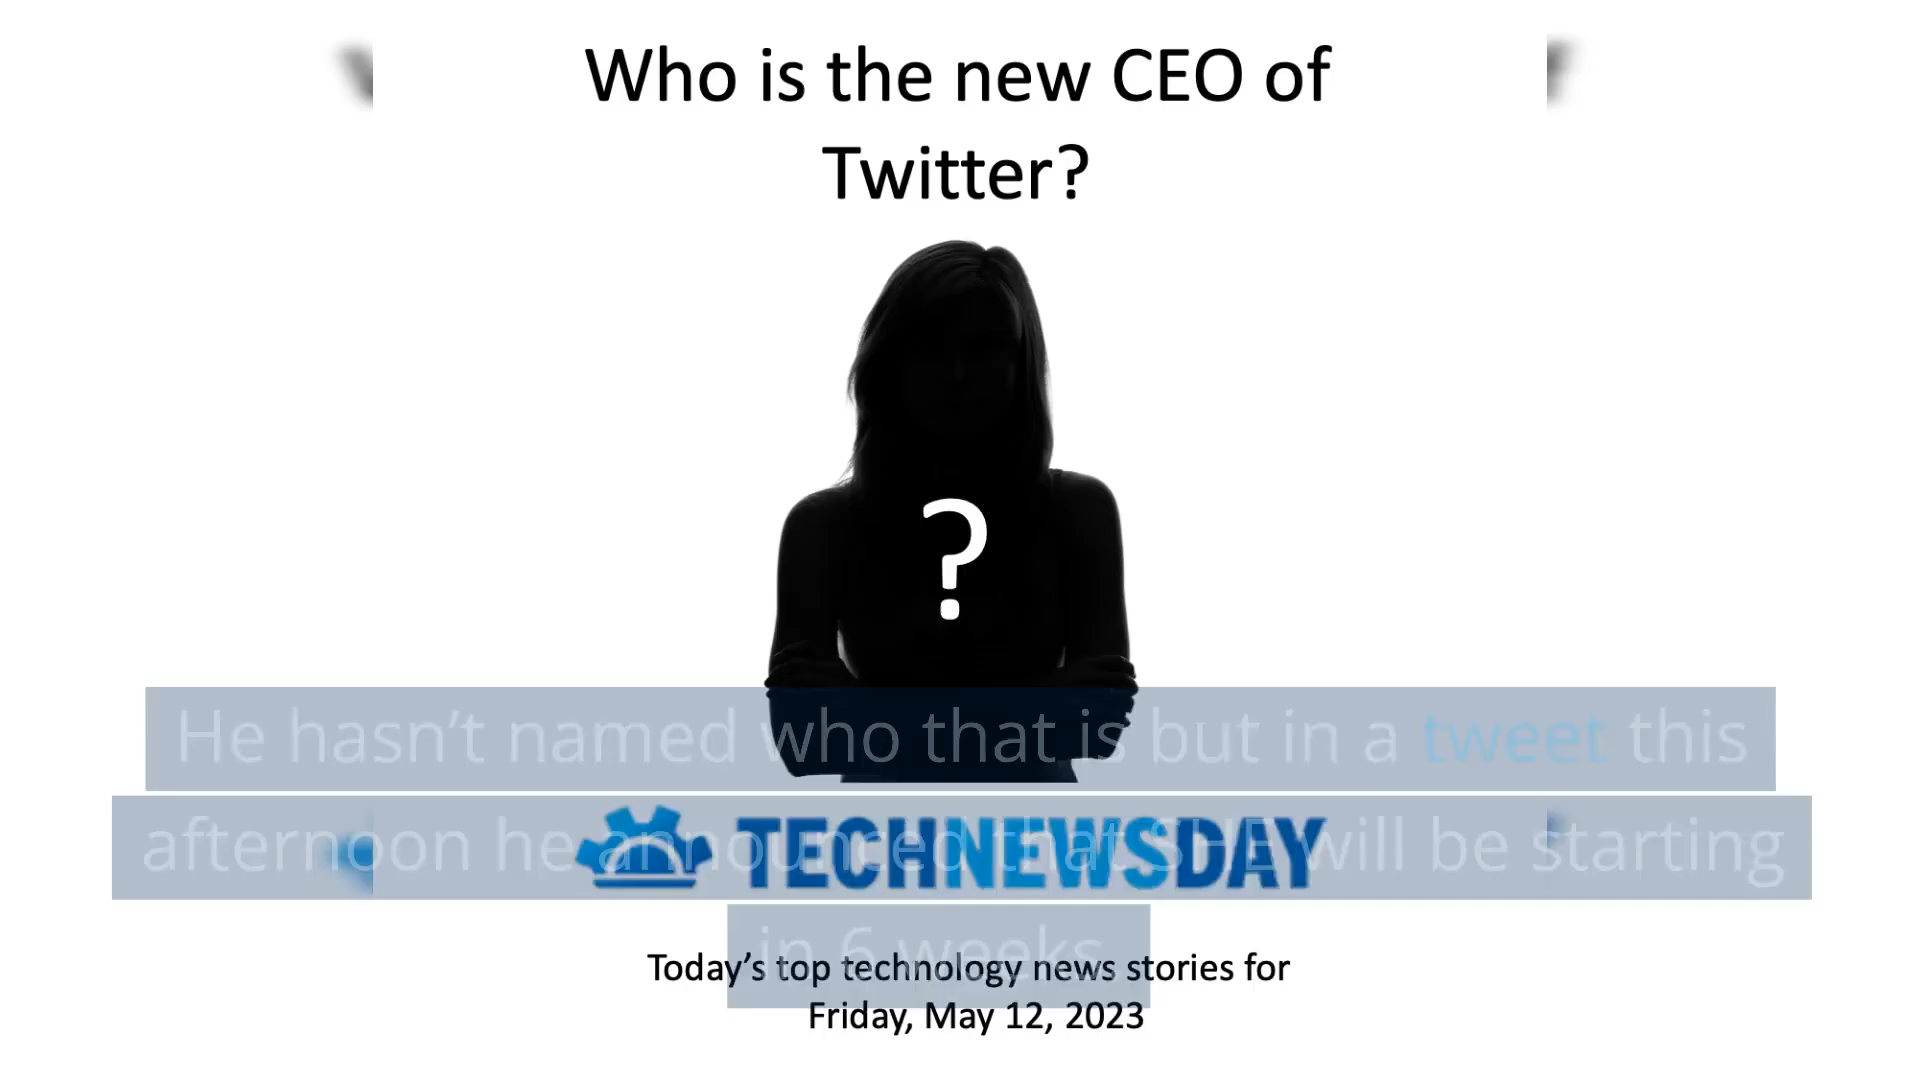 Who is the new CEO of
Twitter?
?
He hasn’t named who that is but in a tweet this
afternoon he announced that SHE will be starting
in 6 weeks.
TECHNEWSDAY
Today’s top technology news stories for
Friday, May 12, 2023